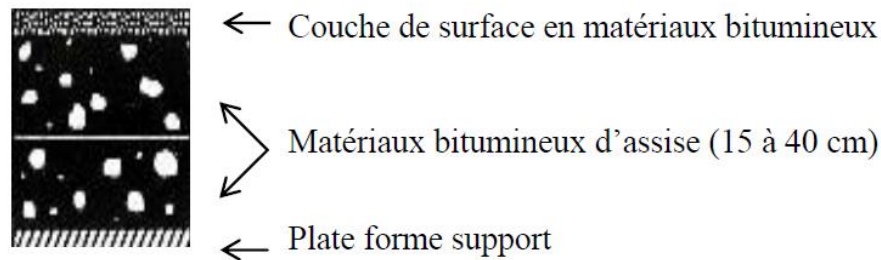 Couche de surface en matériaux bitumineux
Matériaux bitumineux d’assise (15 à 40 cm)
Plate forme support